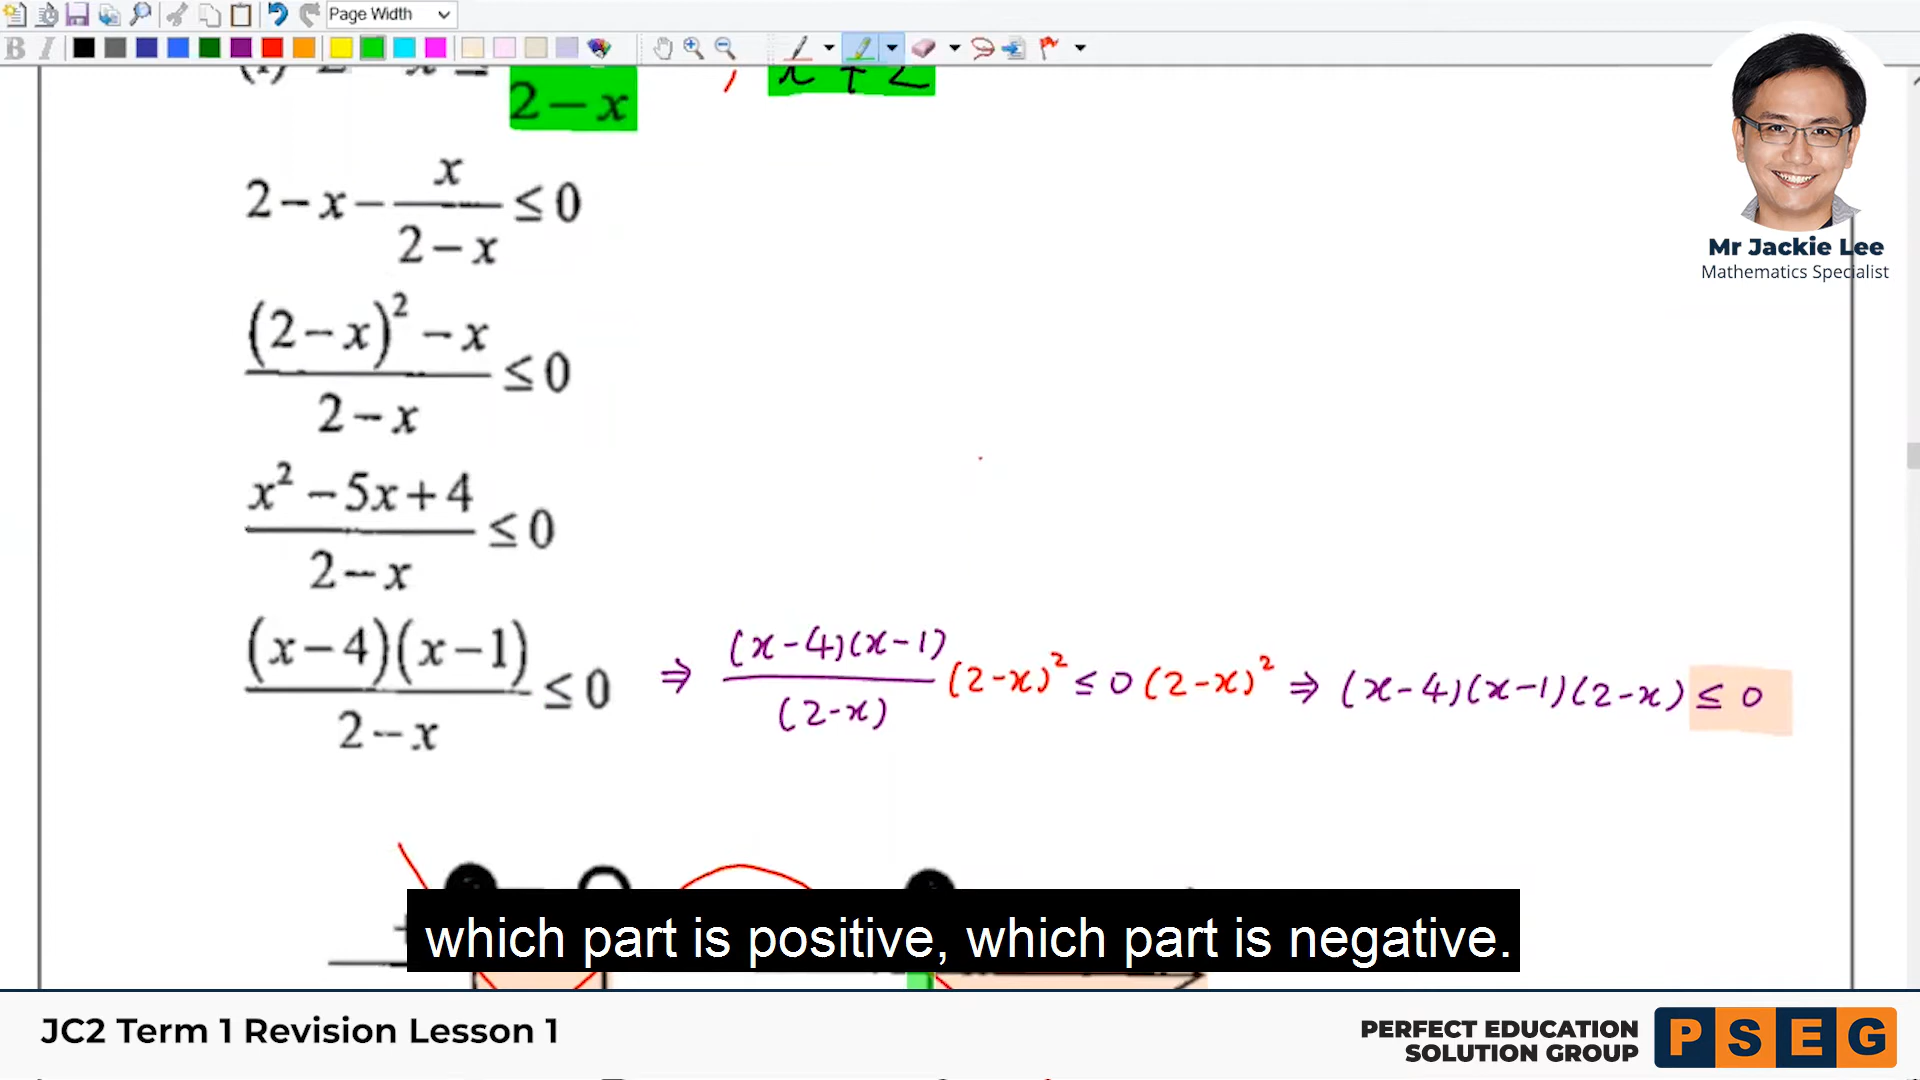 Page Width
B I
2 - x
x + 2
2 - x - x / (2 - x) ≤ 0
((2 - x)² - x) / (2 - x) ≤ 0
(x² - 5x + 4) / (2 - x) ≤ 0
(x - 4)(x - 1) / (2 - x) ≤ 0 ⇒ (x - 4)(x - 1) / (2 - x) (2 - x)² ≤ 0 (2 - x)² ⇒ (x - 4)(x - 1)(2 - x) ≤ 0
Mr Jackie Lee
Mathematics Specialist
which part is positive, which part is negative.
JC2 Term 1 Revision Lesson 1
PERFECT EDUCATION
SOLUTION GROUP
PSEG